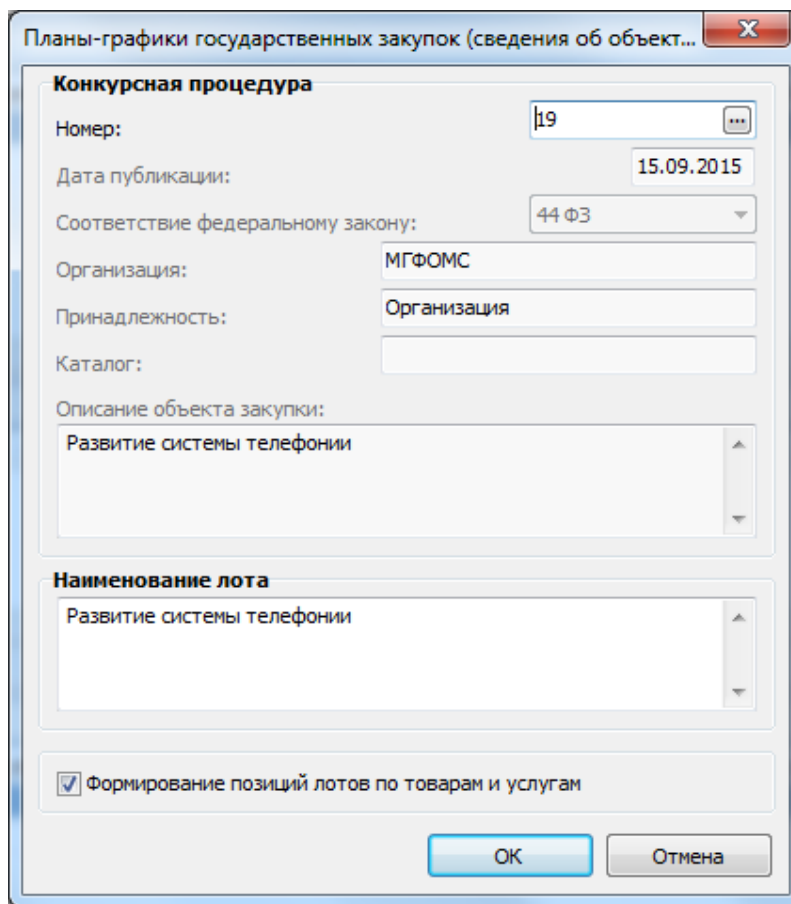 Планы-графики государственных закупок (сведения об объект...
Конкурсная процедура
Номер: 19
Дата публикации: 15.09.2015
Соответствие федеральному закону: 44 ФЗ
Организация: МГФОМС
Принадлежность: Организация
Каталог:
Описание объекта закупки:
Развитие системы телефонии
Наименование лота
Развитие системы телефонии
Формирование позиций лотов по товарам и услугам
ОК Отмена